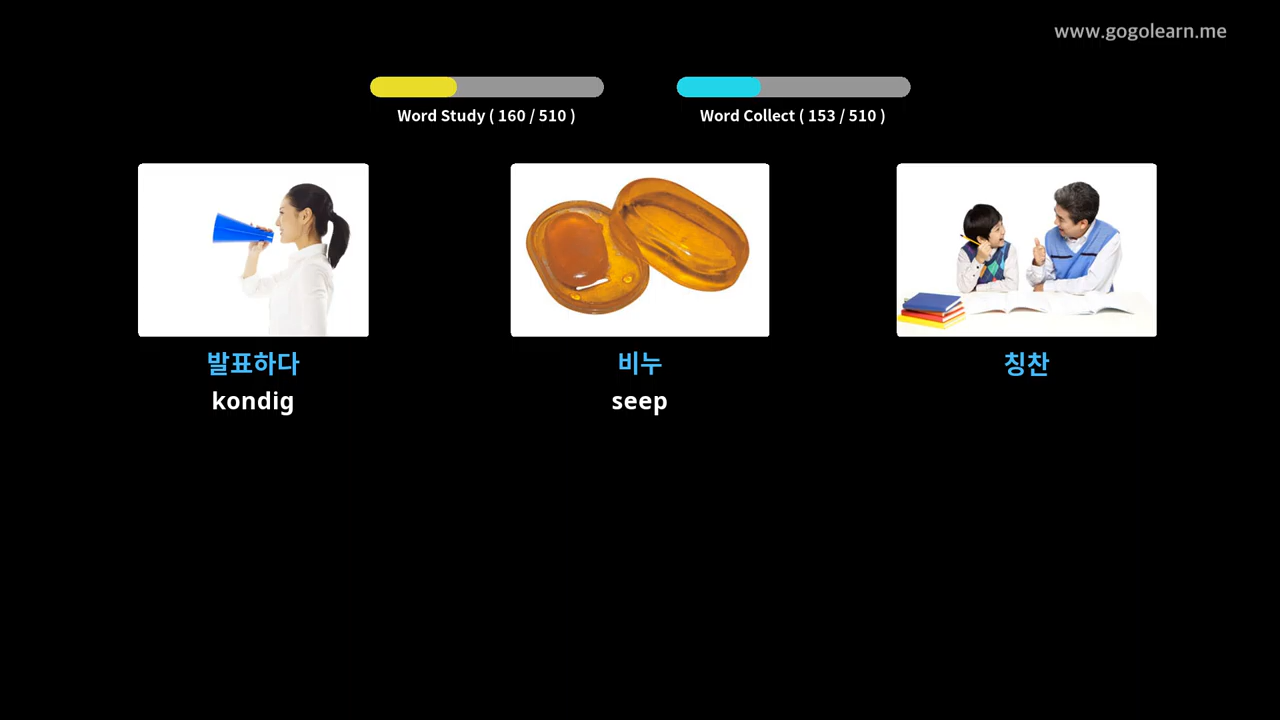 www.gogolearn.me
Word Study ( 160 / 510 )
Word Collect ( 153 / 510 )
발표하다
kondig
비누
seep
칭찬